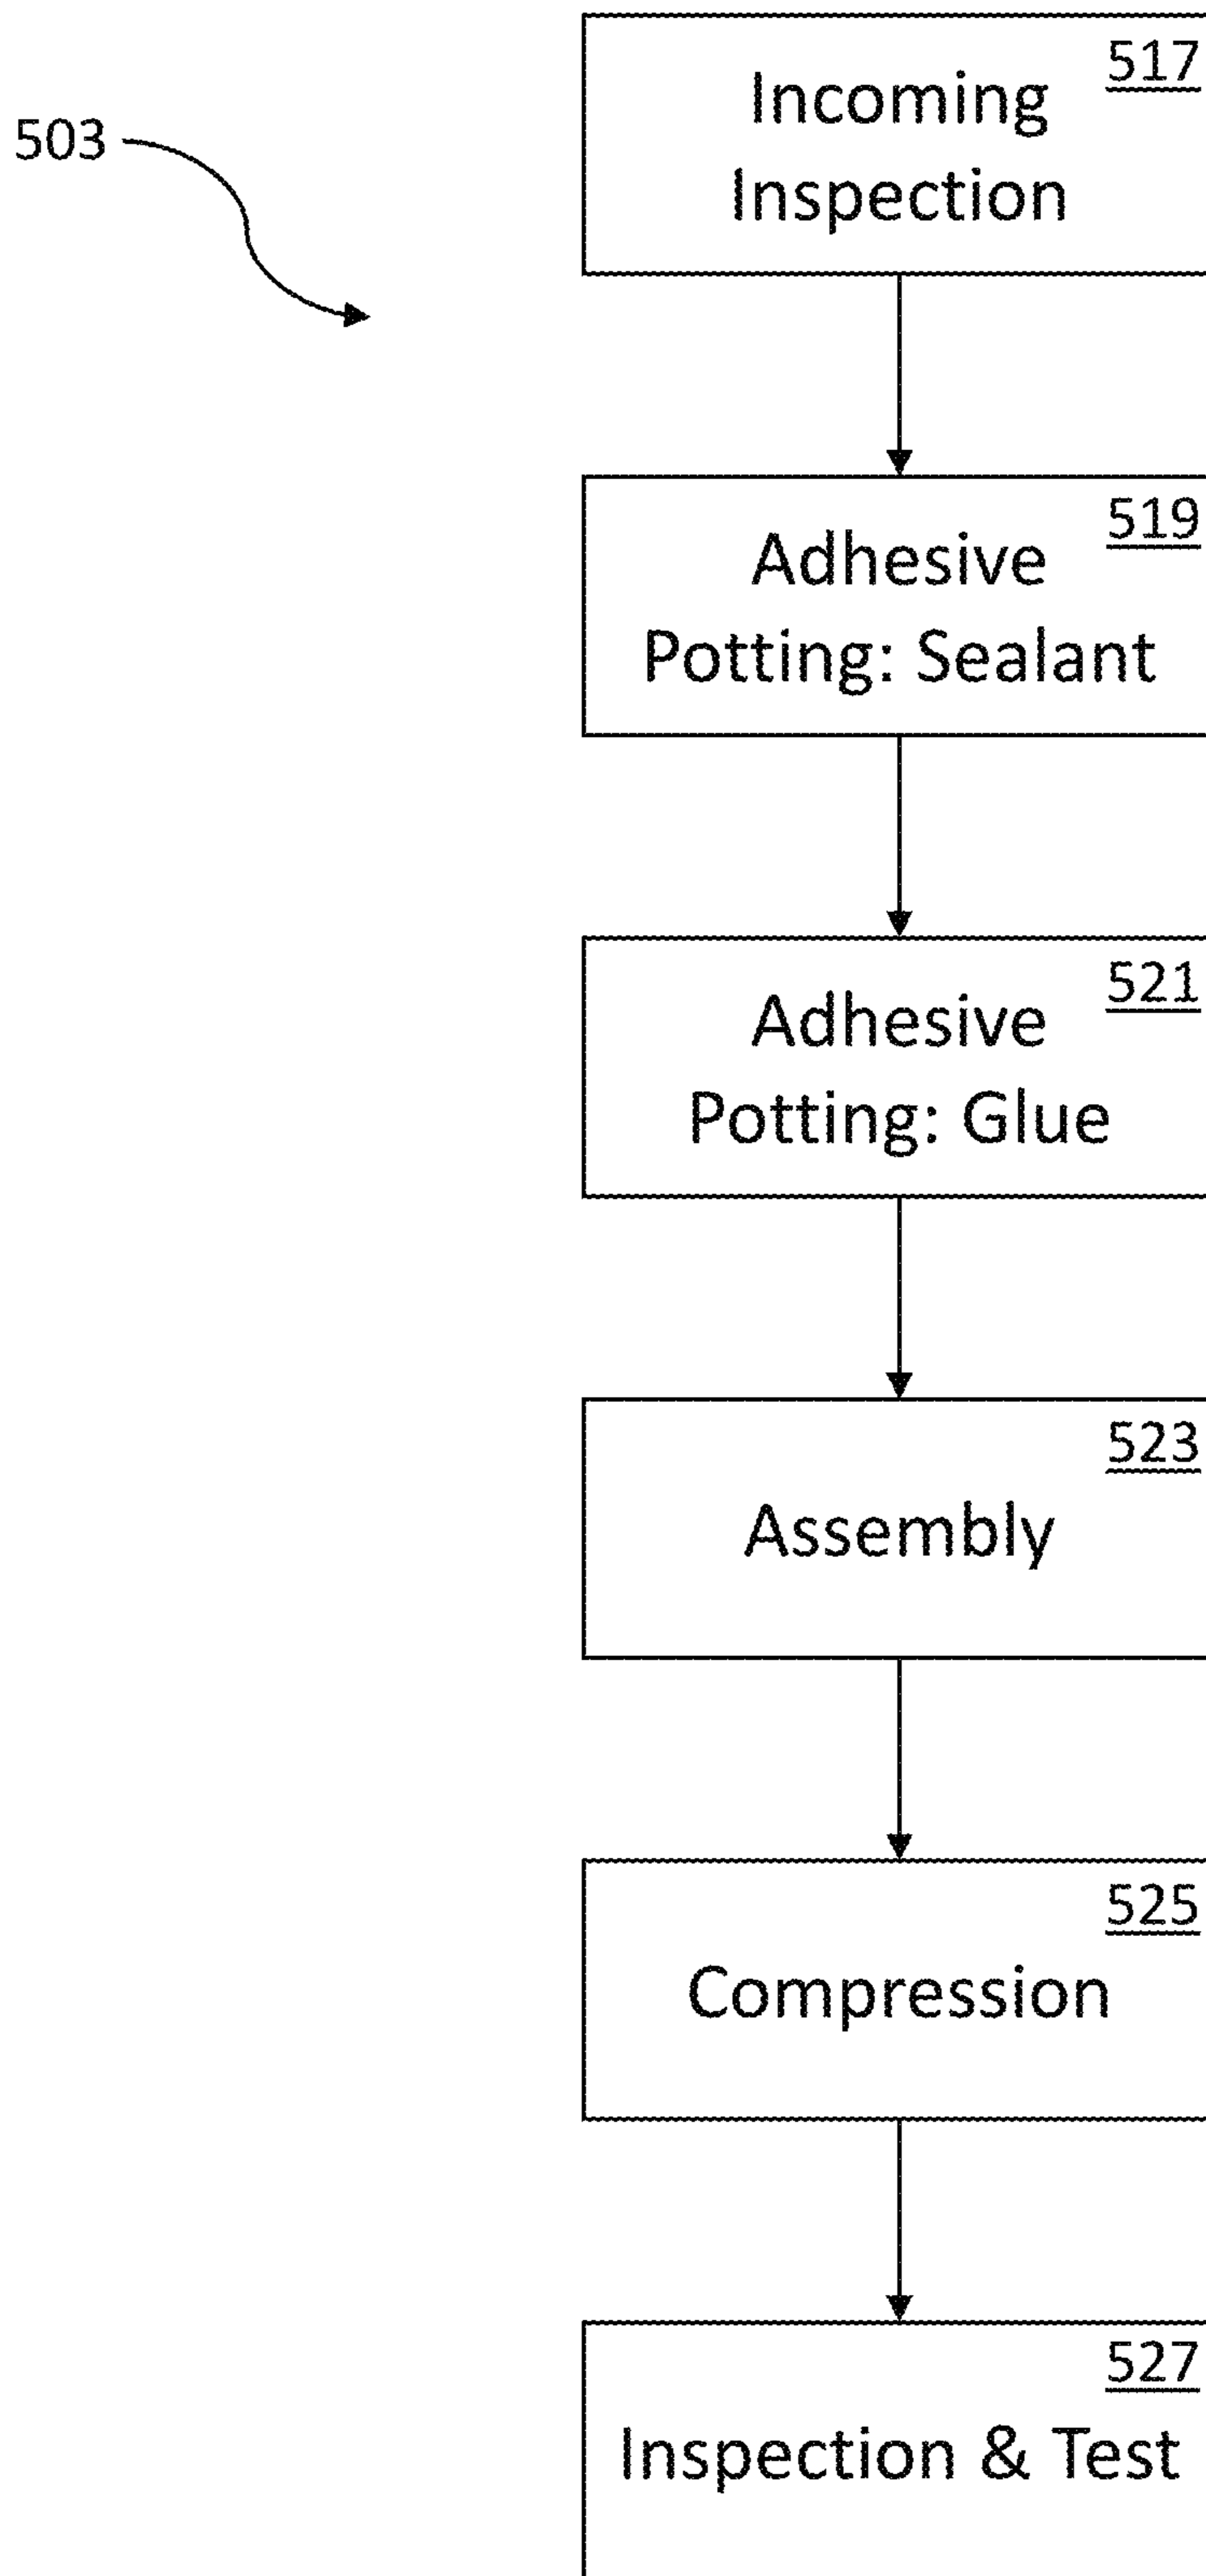 517
Incoming
Inspection
503
519
Adhesive
Potting: Sealant
521
Adhesive
Potting: Glue
523
Assembly
525
Compression
527
Inspection & Test